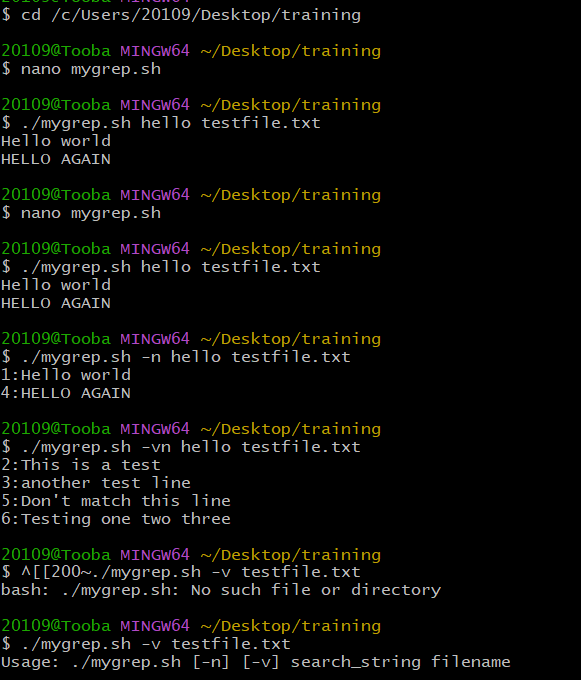 $ cd /c/Users/20109/Desktop/training
20109@Tooba MINGW64 ~/Desktop/training
$ nano mygrep.sh
20109@Tooba MINGW64 ~/Desktop/training
$ ./mygrep.sh hello testfile.txt
Hello world
HELLO AGAIN
20109@Tooba MINGW64 ~/Desktop/training
$ nano mygrep.sh
20109@Tooba MINGW64 ~/Desktop/training
$ ./mygrep.sh hello testfile.txt
Hello world
HELLO AGAIN
20109@Tooba MINGW64 ~/Desktop/training
$ ./mygrep.sh -n hello testfile.txt
1:Hello world
4:HELLO AGAIN
20109@Tooba MINGW64 ~/Desktop/training
$ ./mygrep.sh -vn hello testfile.txt
2:This is a test
3:another test line
5:Don't match this line
6:Testing one two three
20109@Tooba MINGW64 ~/Desktop/training
$ ^[[200~./mygrep.sh -v testfile.txt
bash: ./mygrep.sh: No such file or directory
20109@Tooba MINGW64 ~/Desktop/training
$ ./mygrep.sh -v testfile.txt
Usage: ./mygrep.sh [-n] [-v] search_string filename